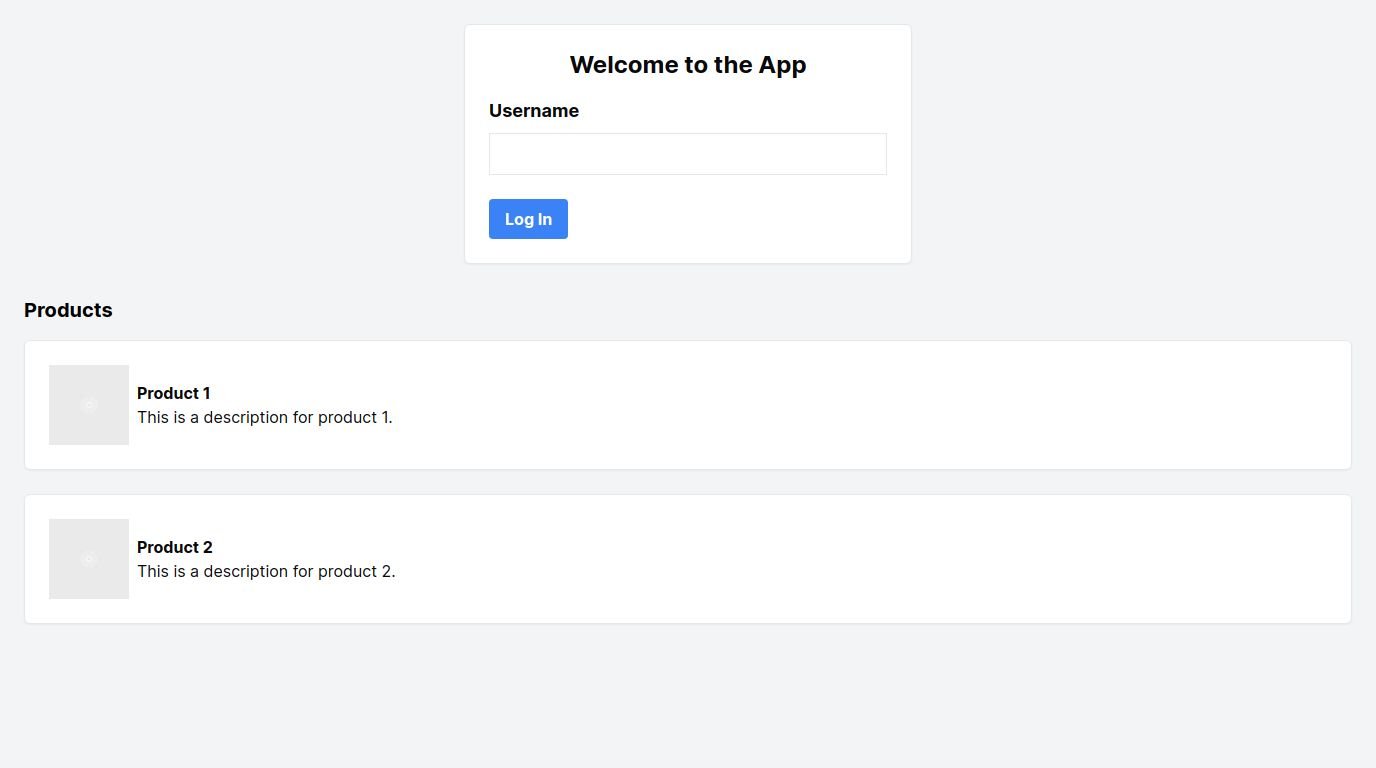 Welcome to the App
Username
Log In
Products
Product 1
This is a description for product 1.
Product 2
This is a description for product 2.